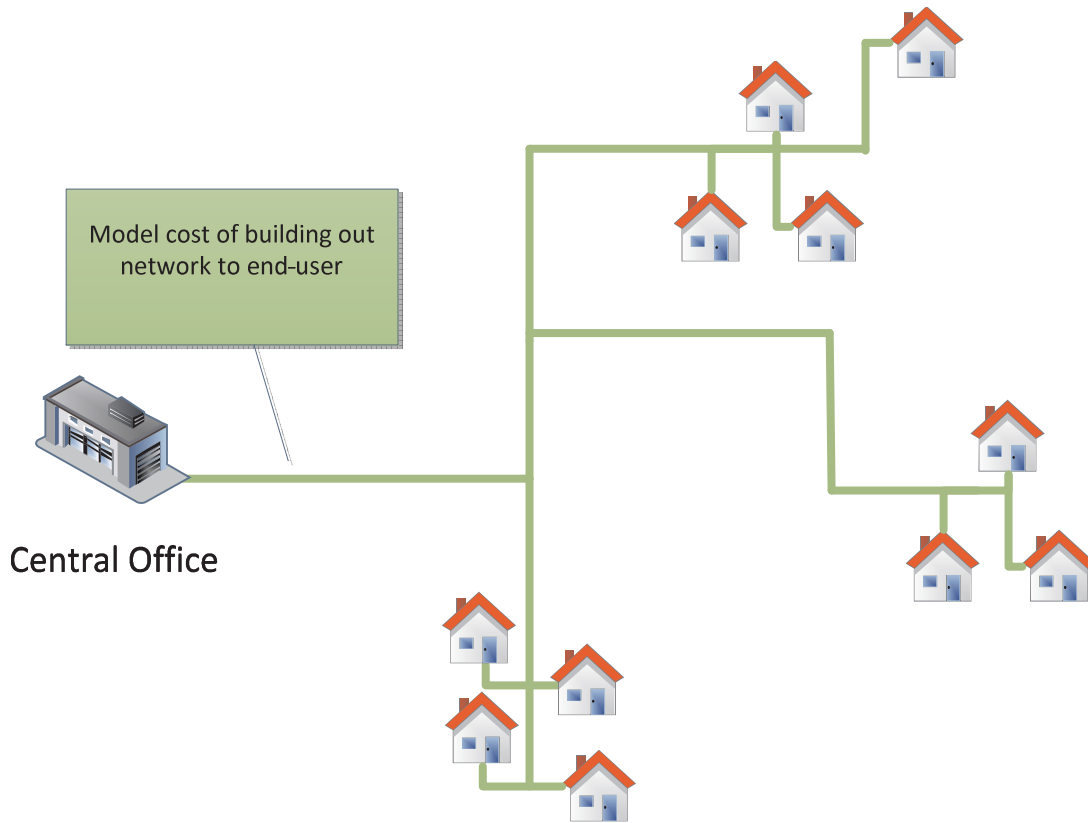 Model cost of building out
network to end-user
Central Office